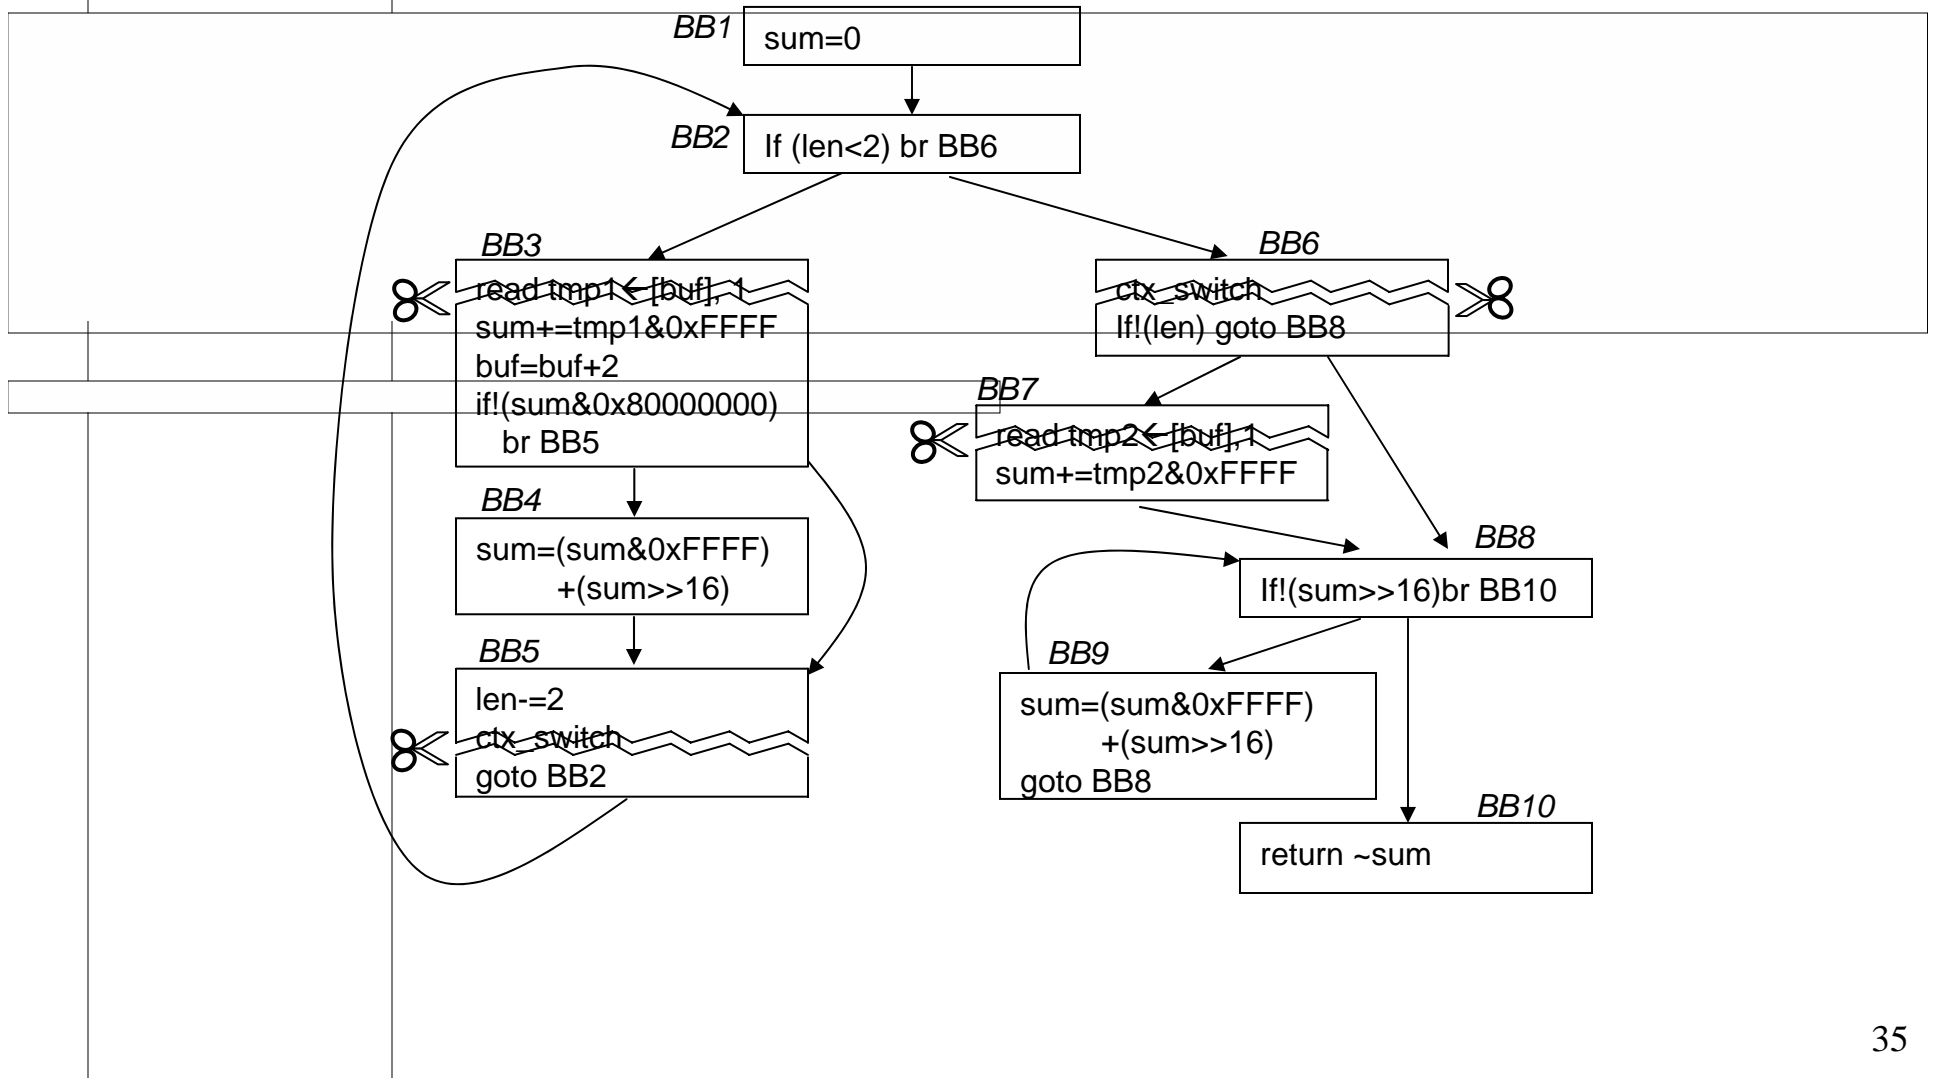 BB1
sum=0
BB2
If (len<2) br BB6
BB3
read tmp1←[buf], 1
sum+=tmp1&0xFFFF
buf=buf+2
if!(sum&0x80000000)
br BB5
BB4
sum=(sum&0xFFFF)
+(sum>>16)
BB5
len-=2
ctx_switch
goto BB2
BB6
ctx_switch
If!(len) goto BB8
BB7
read tmp2←[buf],1
sum+=tmp2&0xFFFF
BB8
If!(sum>>16)br BB10
BB9
sum=(sum&0xFFFF)
+(sum>>16)
goto BB8
BB10
return ~sum
35